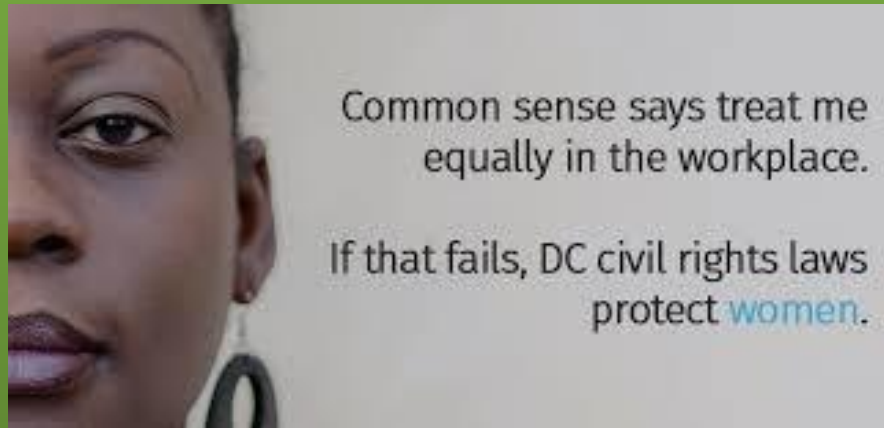 Common sense says treat me
equally in the workplace.
If that fails, DC civil rights laws
protect women.